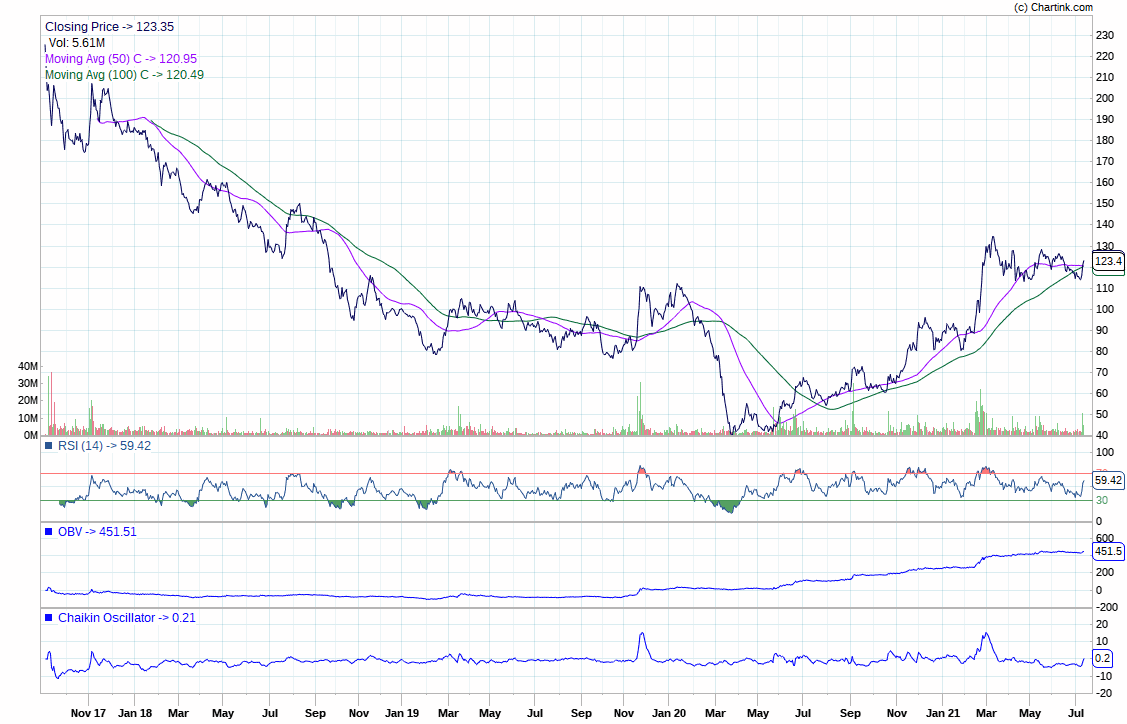 (c) Chartink.com
Closing Price -> 123.35
Vol: 5.61M
Moving Avg (50) C -> 120.95
Moving Avg (100) C -> 120.49
230
220
210
200
190
180
170
160
150
140
130
123.4
110
100
90
80
70
60
50
40
40M
30M
20M
10M
0M
RSI (14) -> 59.42
100
70
59.42
30
0
OBV -> 451.51
600
451.5
200
0
-200
Chaikin Oscillator -> 0.21
20
10
0.2
-10
-20
Nov 17 Jan 18 Mar May Jul Sep Nov Jan 19 Mar May Jul Sep Nov Jan 20 Mar May Jul Sep Nov Jan 21 Mar May Jul